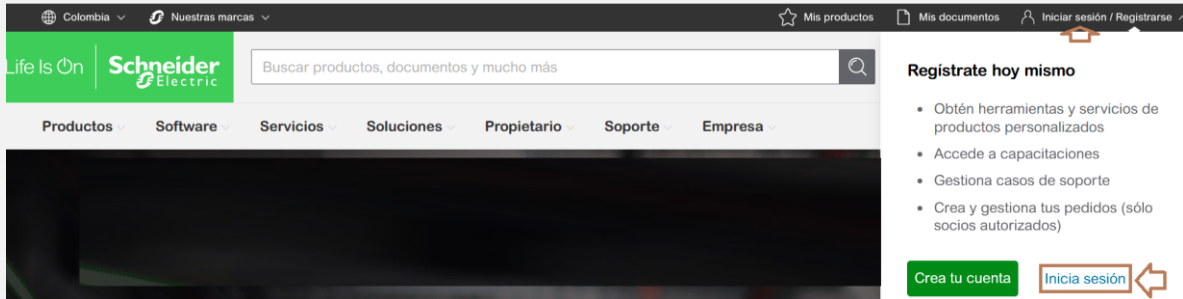 Colombia Nuestras marcas Mis productos Mis documentos Iniciar sesión / Registrarse
Life Is On Schneider Electric
Buscar productos, documentos y mucho más
Productos Software Servicios Soluciones Propietario Soporte Empresa
Regístrate hoy mismo
• Obtén herramientas y servicios de
productos personalizados
• Accede a capacitaciones
• Gestiona casos de soporte
• Crea y gestiona tus pedidos (sólo
socios autorizados)
Crea tu cuenta Inicia sesión